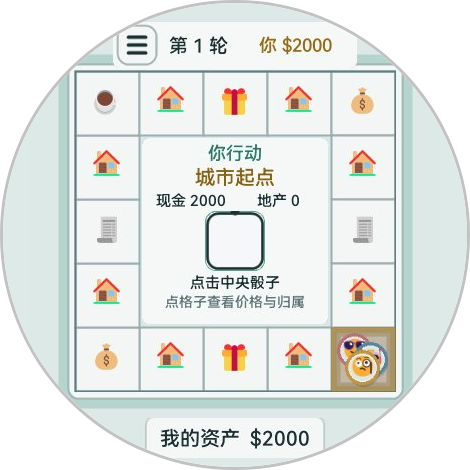 第 1 轮 你 $2000
你行动
城市起点
现金 2000 地产 0
点击中央骰子
点格子查看价格与归属
我的资产 $2000